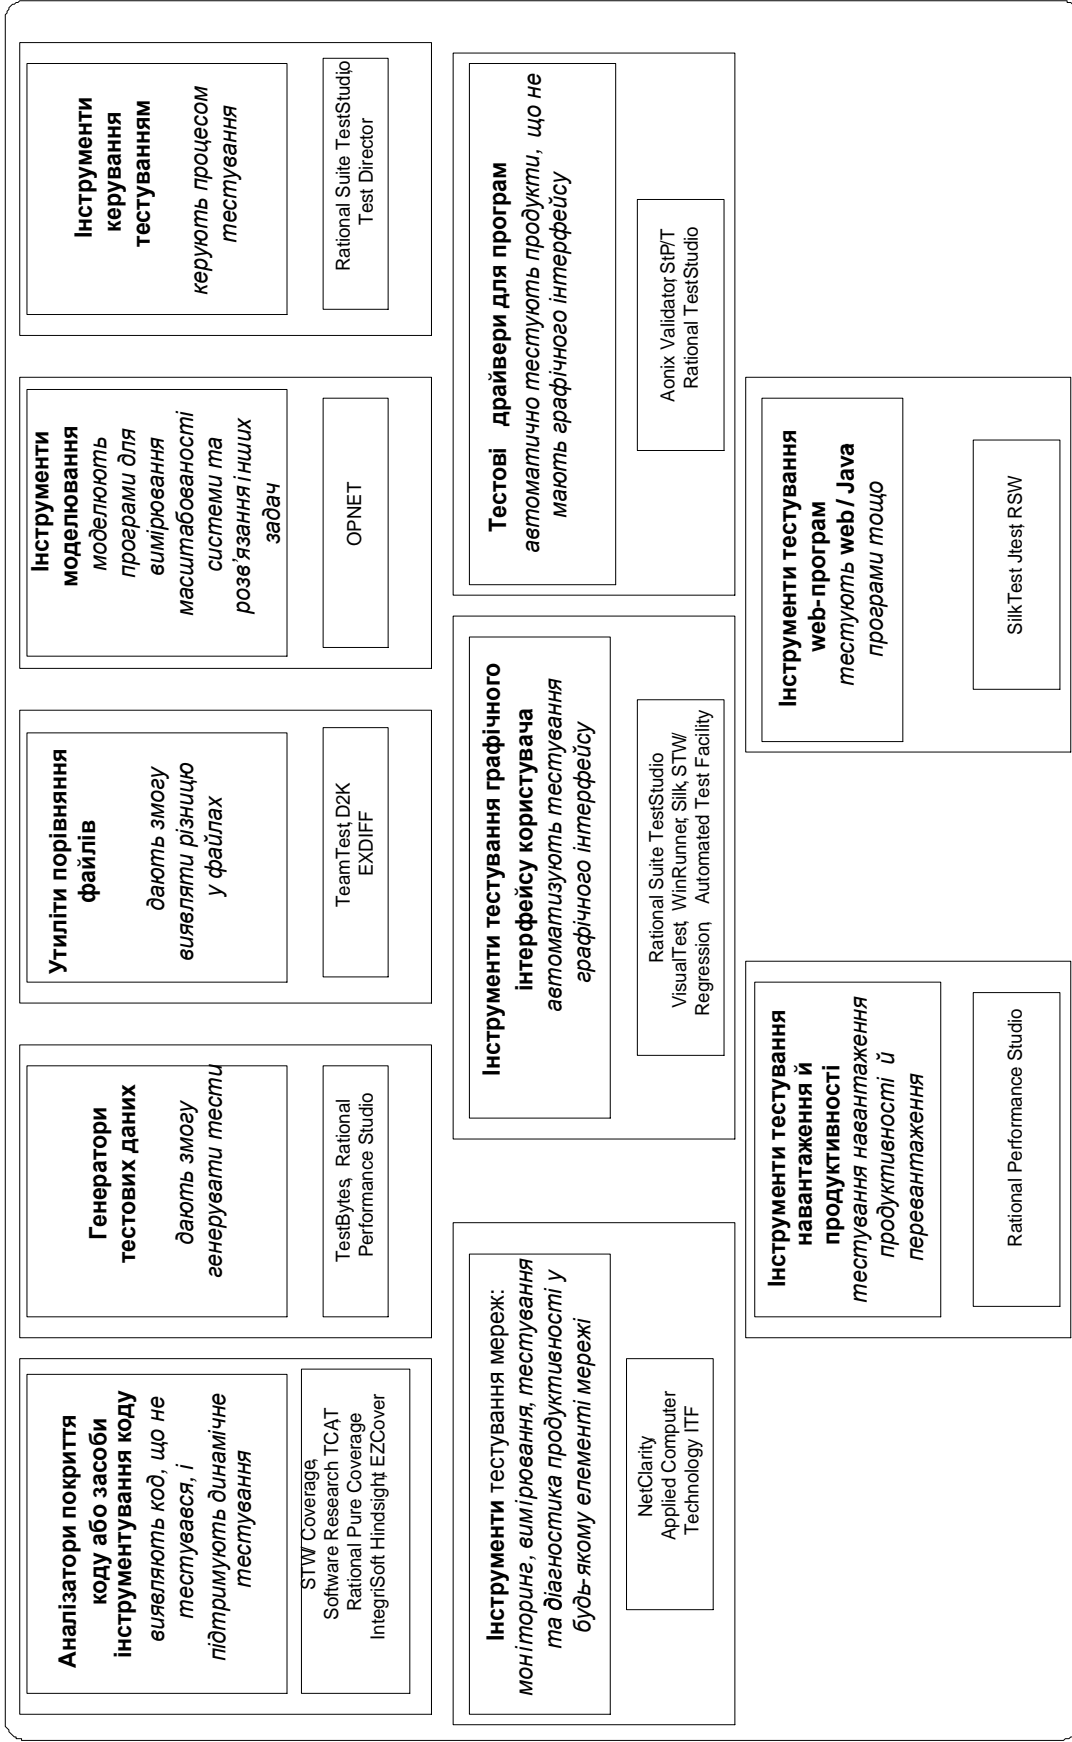 Аналізатори покриття
коду або засоби
інструментування коду
виявляють код, що не
тестувався, і
підтримують динамічне
тестування
STW/ Coverage,
Software Research TCAT,
Rational Pure Coverage
IntegriSoft Hindsight, EZCover
Генератори
тестових даних
дають змогу
генерувати тести
TestBytes, Rational
Performance Studio
Утиліти порівняння
файлів
дають змогу
виявляти різницю
у файлах
TeamTest, D2K
EXDIFF
Інструменти
моделювання
моделюють
програми для
вимірювання
масштабованості
системи та
розв’язання інших
задач
OPNET
Інструменти
керування
тестуванням
керують процесом
тестування
Rational Suite TestStudio,
Test Director
Інструменти тестування мереж:
моніторинг, вимірювання, тестування
та діагностика продуктивності у
будь-якому елементі мережі
NetClarity,
Applied Computer
Technology ITF
Інструменти тестування графічного
інтерфейсу користувача
автоматизують тестування
графічного інтерфейсу
Rational Suite TestStudio
VisualTest, WinRunner, Silk, STW/
Regression, Automated Test Facility
Тестові драйвери для програм
автоматично тестують продукти, що не
мають графічного інтерфейсу
Aonix Validator, StP/T
Rational TestStudio
Інструменти тестування
навантаження й
продуктивності
тестування навантаження
продуктивності й
перевантаження
Rational Performance Studio
Інструменти тестування
web-програм
тестують web / Java
програми тощо
SilkTest, Jtest, RSW